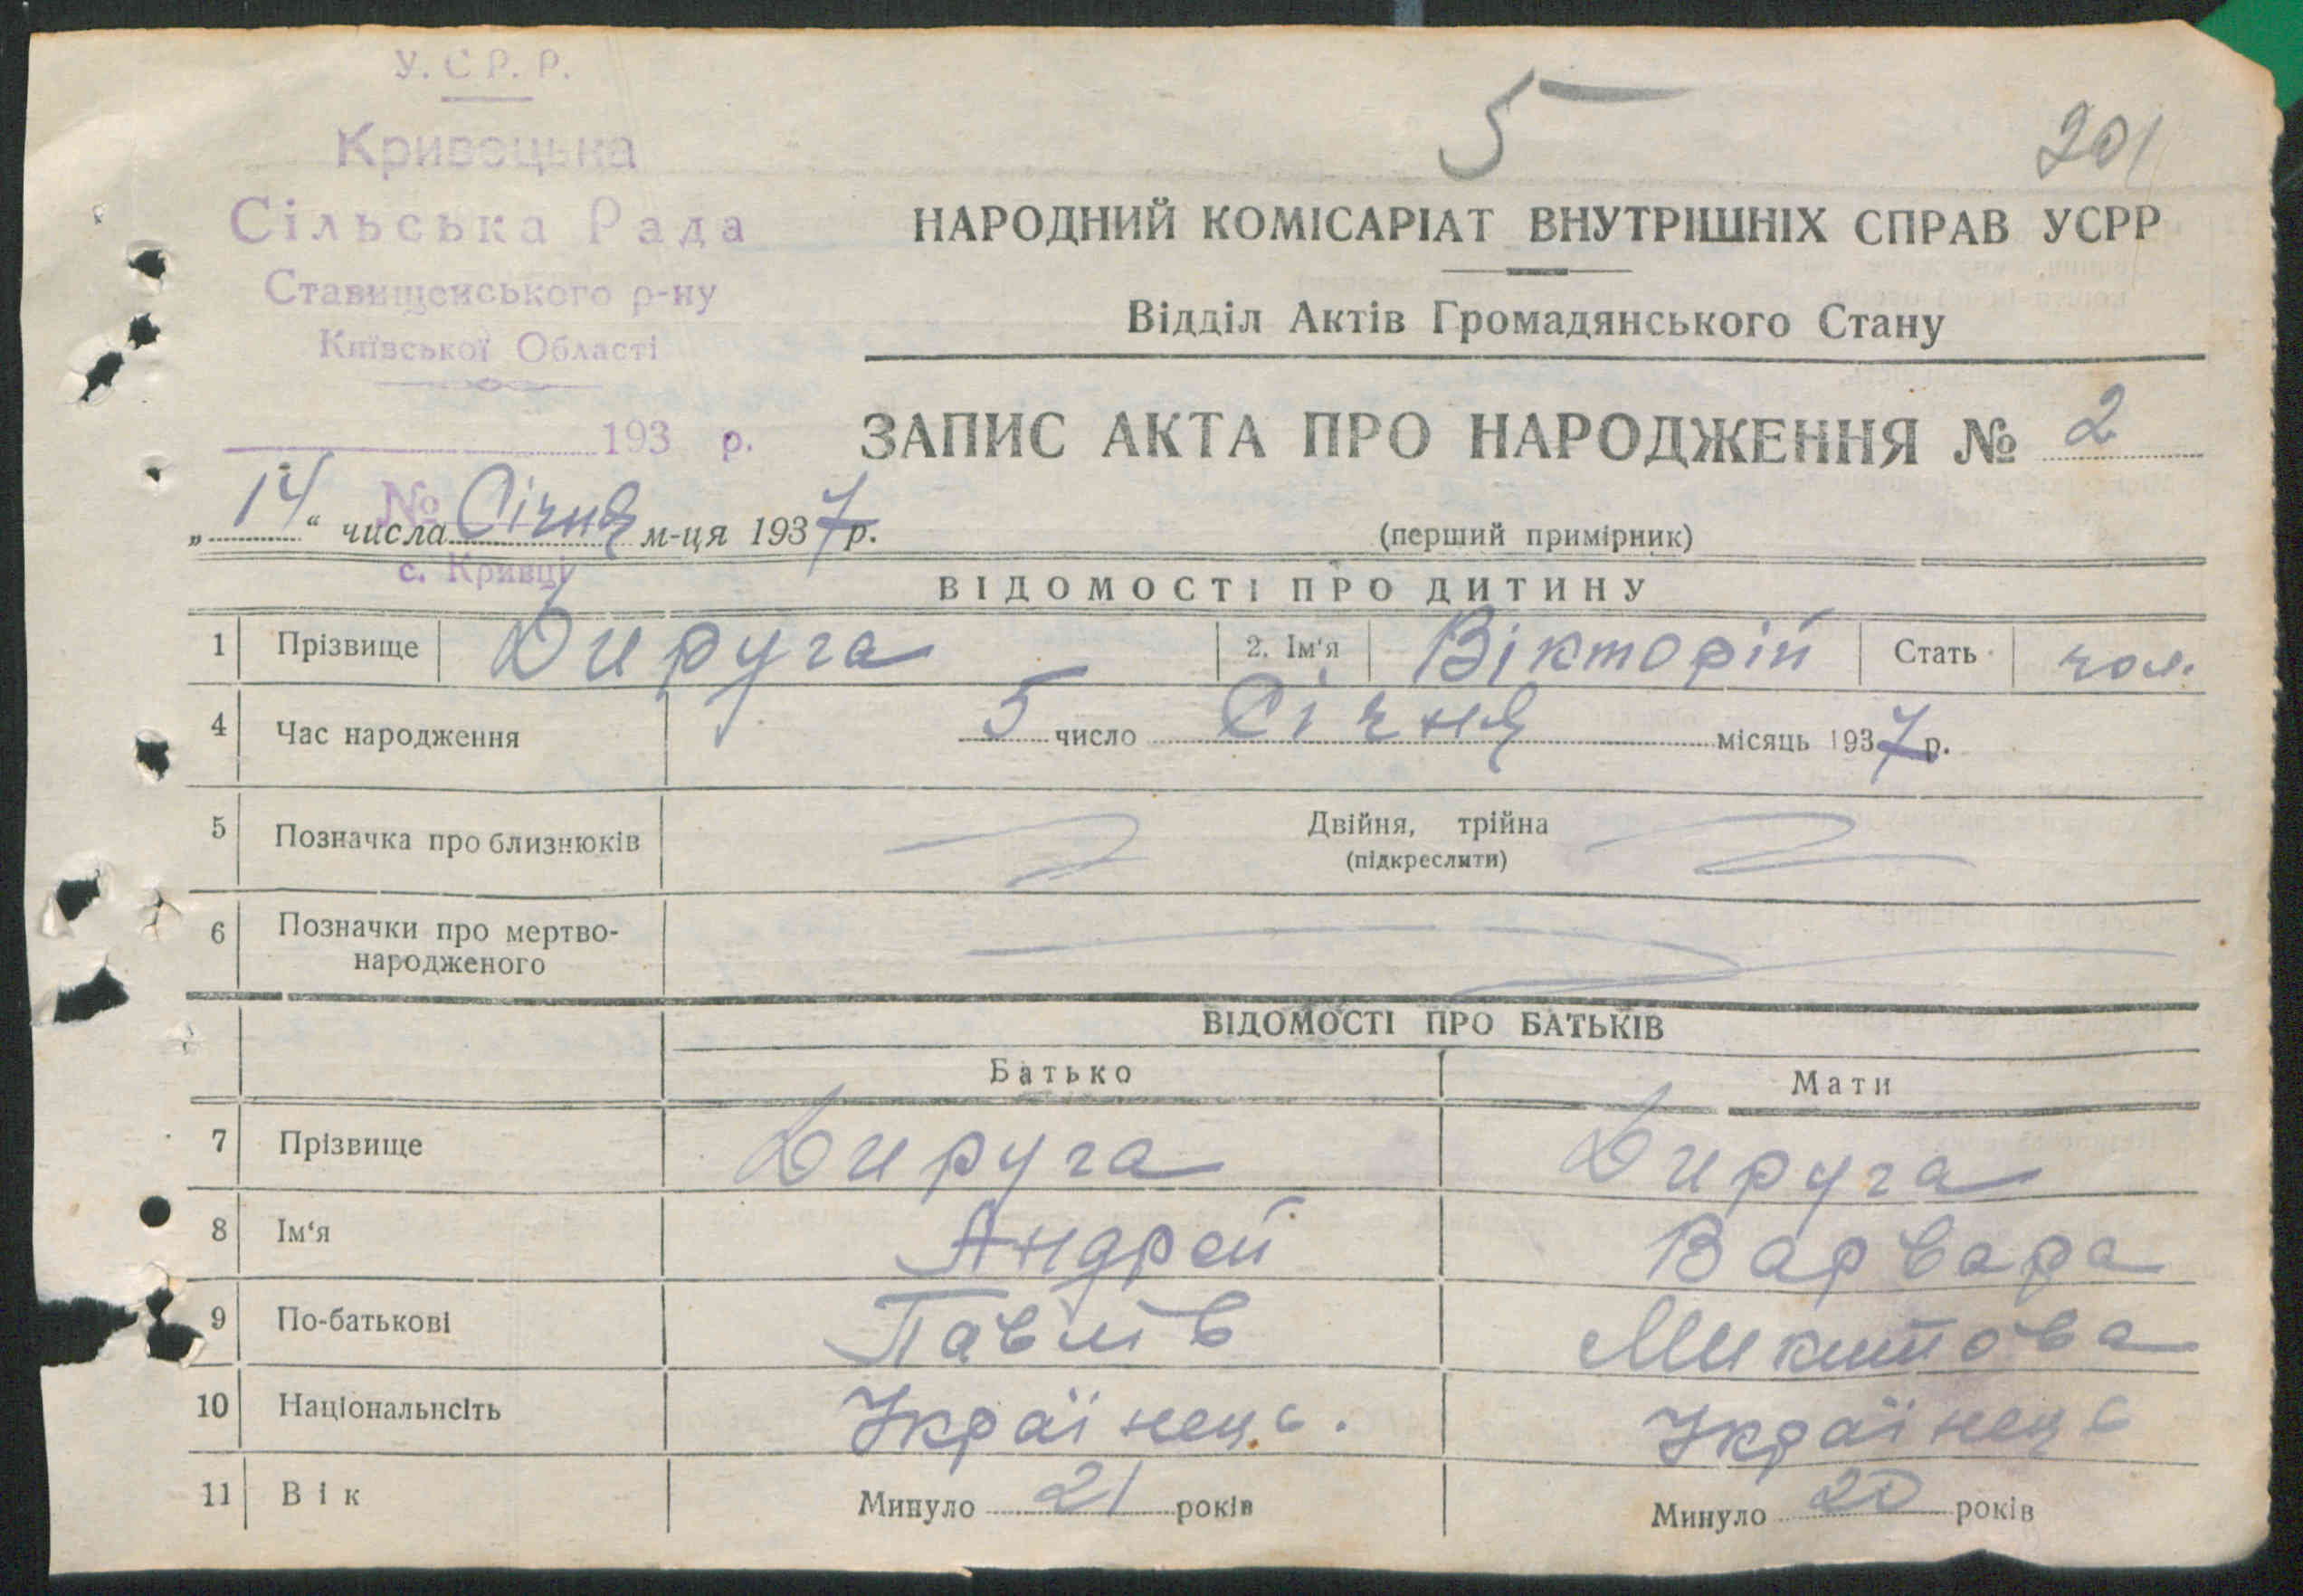 У.С.Р.Р.
Кривецька
Сільська Рада
Ставищенського р-ну
Київської Області
193 р.
№
с. Кривці
5
201
НАРОДНИЙ КОМІСАРІАТ ВНУТРІШНІХ СПРАВ УСРР
Відділ Актів Громадянського Стану
ЗАПИС АКТА ПРО НАРОДЖЕННЯ № 2
„14“ числа Січня м-ця 1937 р.
(перший примірник)
ВІДОМОСТІ ПРО ДИТИНУ
1 Прізвище Дируга 2. Ім'я Вікторій Стать чол.
4 Час народження 5 число Січня місяць 1937 р.
5 Позначка про близнюків Двійня, трійна
(підкреслити)
6 Позначки про мертво-
народженого
ВІДОМОСТІ ПРО БАТЬКІВ
Батько Мати
7 Прізвище Дируга Дируга
8 Ім‘я Андрей Варвара
9 По-батькові Павлів Микитова
10 Національнсіть Українець. Українець
11 Вік Минуло 21 років Минуло 20 років